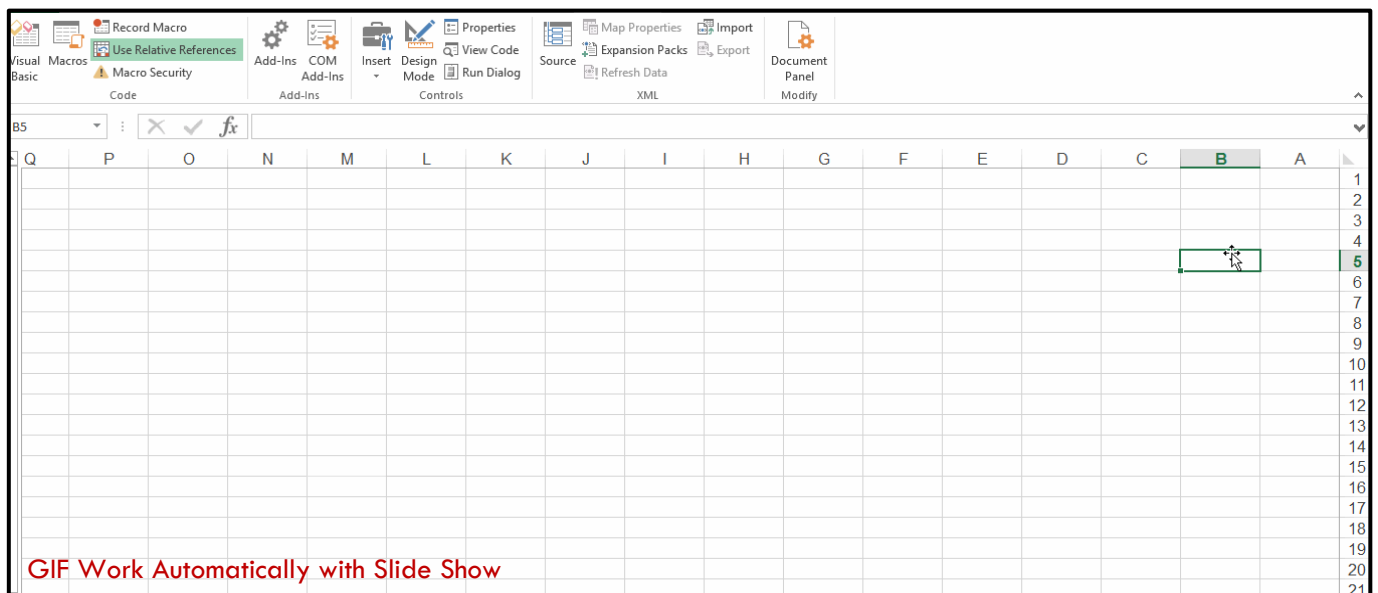 Record Macro
Use Relative References
Macro Security
Visual Basic
Macros
Code
Add-Ins
COM Add-Ins
Add-Ins
Insert
Design Mode
Properties
View Code
Run Dialog
Controls
Source
Map Properties
Expansion Packs
Refresh Data
Import
Export
XML
Document Panel
Modify
B5
fx
Q P O N M L K J I H G F E D C B A
1
2
3
4
5
6
7
8
9
10
11
12
13
14
15
16
17
18
19
20
21
GIF Work Automatically with Slide Show